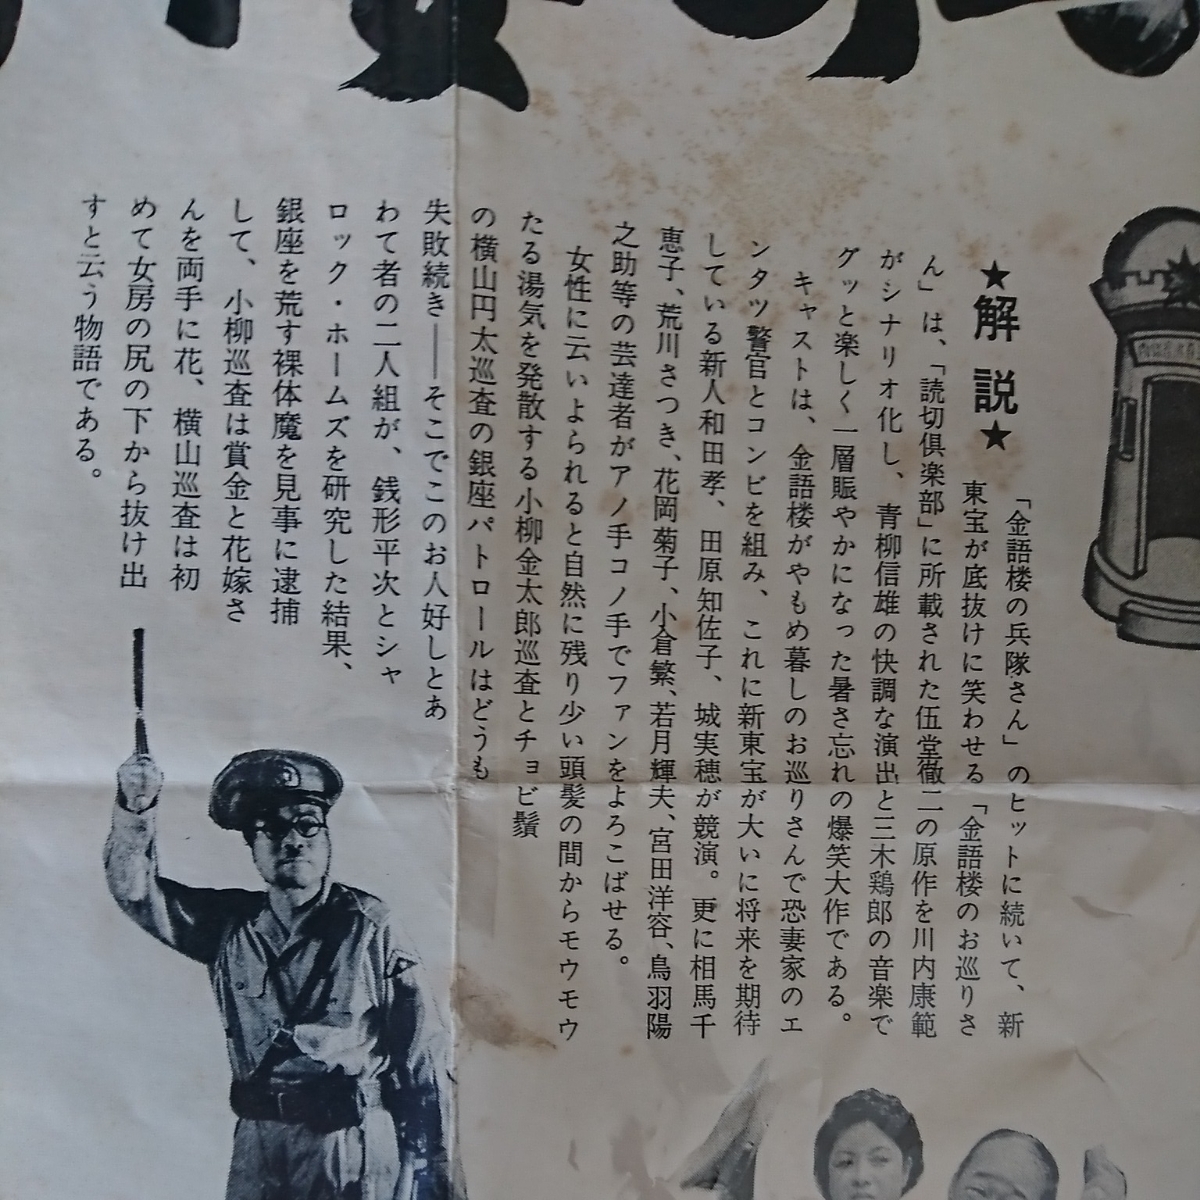 ★解説★
「金語楼の兵隊さん」のヒットに続いて、新
東宝が底抜けに笑わせる「金語楼のお巡りさ
ん」は、「読切倶楽部」に所載された伍堂徹二の原作を川内康範
がシナリオ化し、青柳信雄の快調な演出と三木鶏郎の音楽で
グッと楽しく一層賑やかになった暑さ忘れの爆笑大作である。
キャストは、金語楼がやもめ暮しのお巡りさんで恐妻家のエ
ンタツ警官とコンビを組み、これに新東宝が大いに将来を期待
している新人和田孝、田原知佐子、城実穂が競演。更に相馬千
恵子、荒川さつき、花岡菊子、小倉繁、若月輝夫、宮田洋容、鳥羽陽
之助等の芸達者がアノ手コノ手でファンをよろこばせる。
女性に云いよられると自然に残り少い頭髪の間からモウモウ
たる湯気を発散する小柳金太郎巡査とチョビ鬚
の横山円太巡査の銀座パトロールはどうも
失敗続き——そこでこのお人好しとあ
わて者の二人組が、銭形平次とシャ
ロック・ホームズを研究した結果、
銀座を荒す裸体魔を見事に逮捕
して、小柳巡査は賞金と花嫁さ
んを両手に花、横山巡査は初
めて女房の尻の下から抜け出
すと云う物語である。